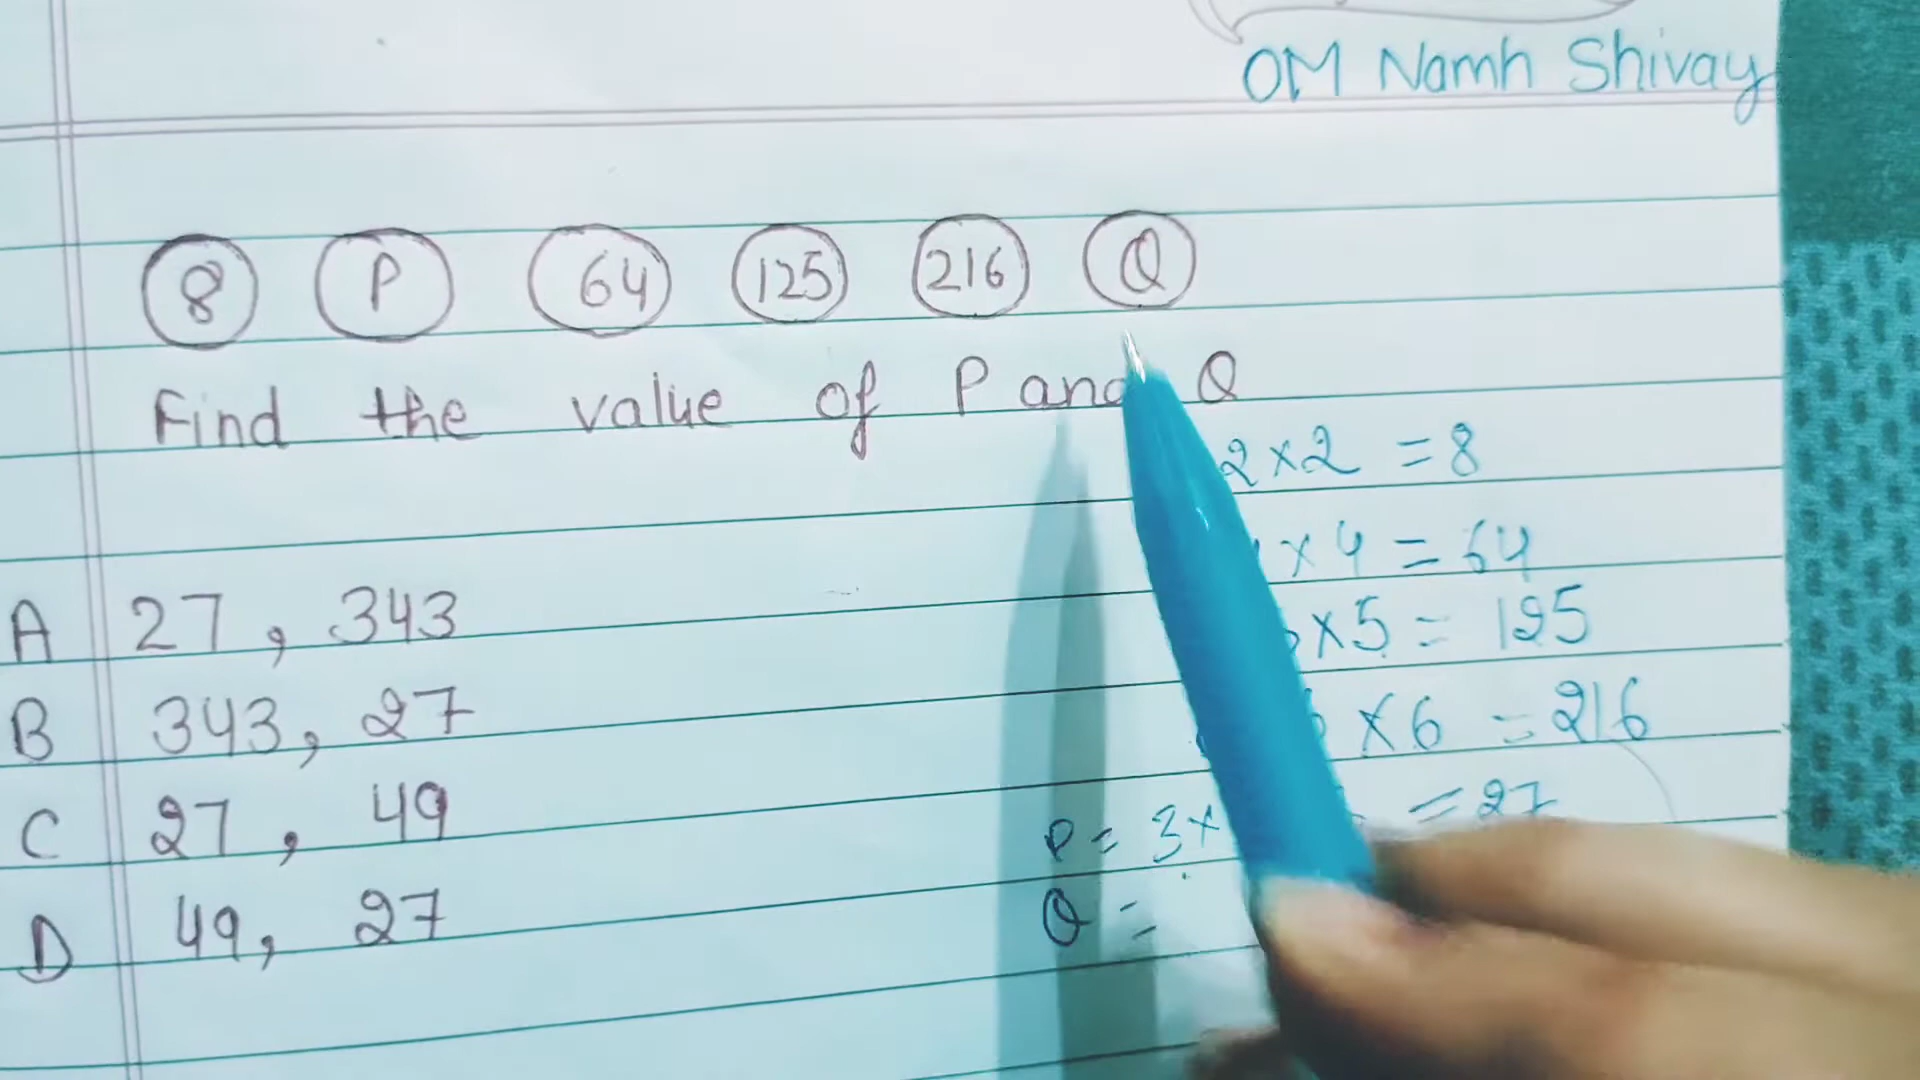 OM Namh Shivay
8 P 64 125 216 Q
Find the value of P and Q
2×2 = 8
×4 = 64
×5 = 125
×6 = 216
A 27, 343
B 343, 27
C 27, 49
D 49, 27
P = 3× = 27
Q =